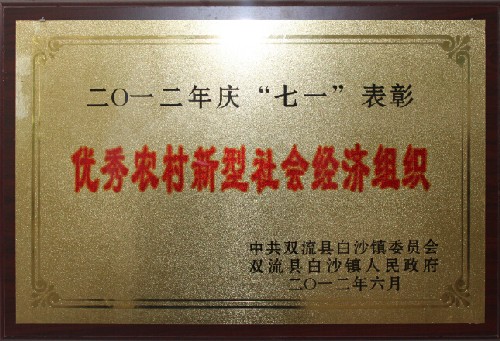 二〇一二年庆“七一”表彰
优秀农村新型社会经济组织
中共双流县白沙镇委员会
双流县白沙镇人民政府
二〇一二年六月